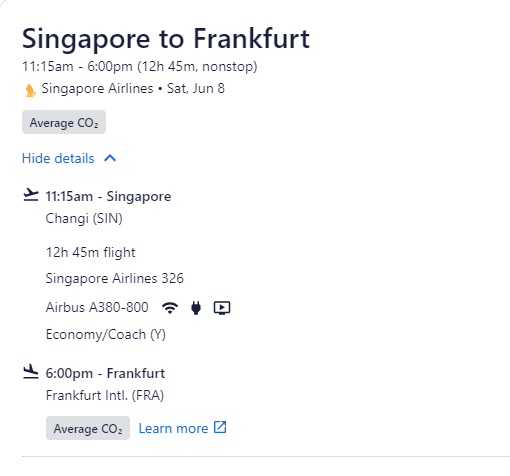 Singapore to Frankfurt
11:15am - 6:00pm (12h 45m, nonstop)
Singapore Airlines • Sat, Jun 8
Average CO₂
Hide details
11:15am - Singapore
Changi (SIN)
12h 45m flight
Singapore Airlines 326
Airbus A380-800
Economy/Coach (Y)
6:00pm - Frankfurt
Frankfurt Intl. (FRA)
Average CO₂ Learn more